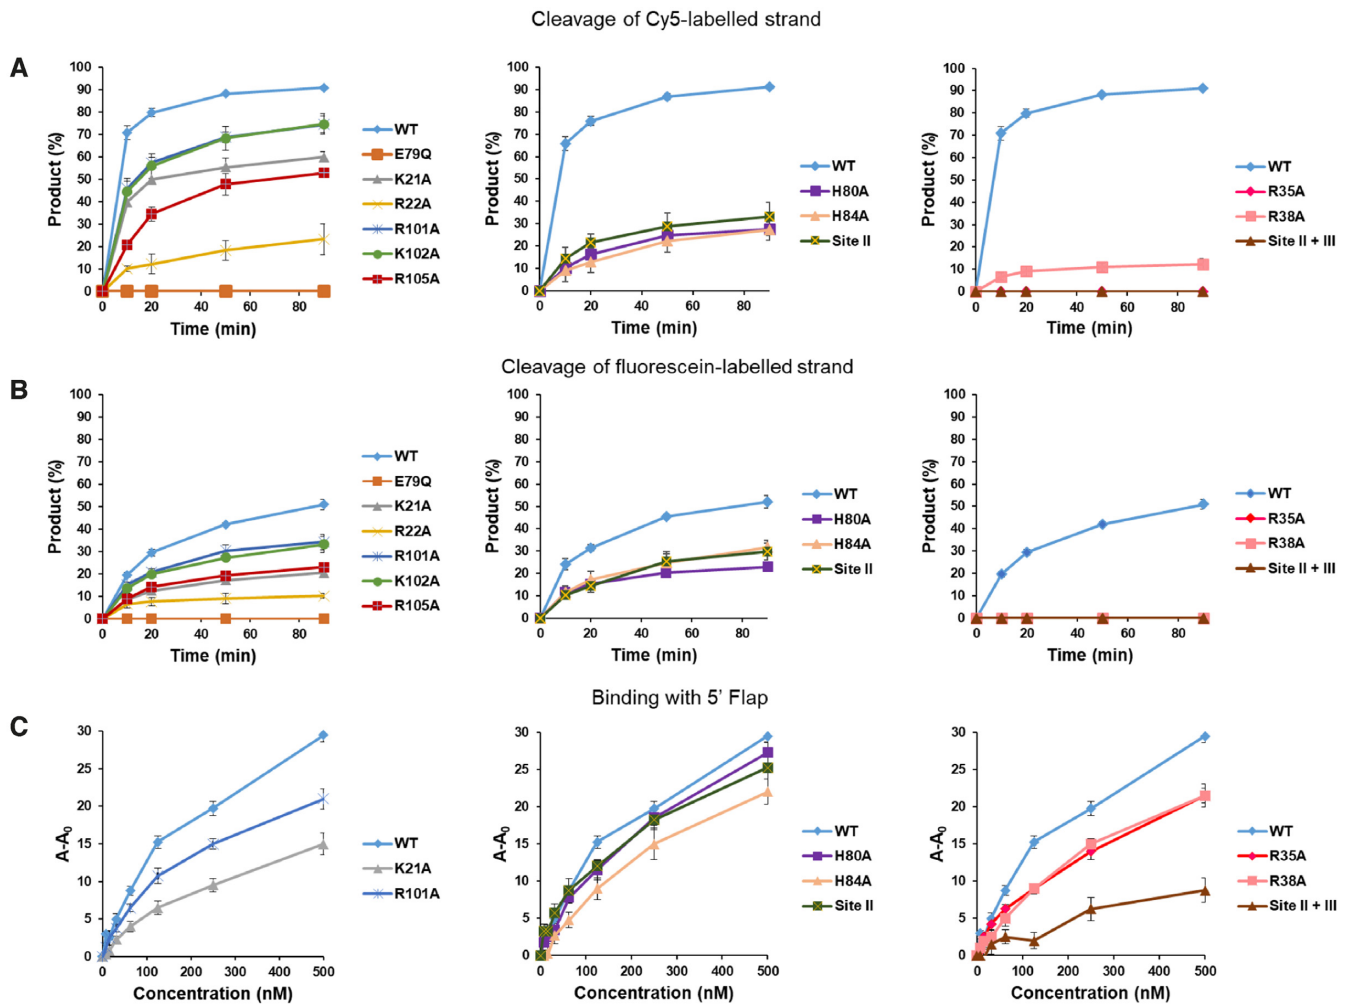 Cleavage of Cy5-labelled strand
A
Product (%)
100
90
80
70
60
50
40
30
20
10
0
0 20 40 60 80
Time (min)
WT
E79Q
K21A
R22A
R101A
K102A
R105A
Product (%)
100
90
80
70
60
50
40
30
20
10
0
0 20 40 60 80
Time (min)
WT
H80A
H84A
Site II
Product (%)
100
90
80
70
60
50
40
30
20
10
0
0 20 40 60 80
Time (min)
WT
R35A
R38A
Site II + III
Cleavage of fluorescein-labelled strand
B
Product (%)
100
90
80
70
60
50
40
30
20
10
0
0 20 40 60 80
Time (min)
WT
E79Q
K21A
R22A
R101A
K102A
R105A
Product (%)
100
90
80
70
60
50
40
30
20
10
0
0 20 40 60 80
Time (min)
WT
H80A
H84A
Site II
Product (%)
100
90
80
70
60
50
40
30
20
10
0
0 20 40 60 80
Time (min)
WT
R35A
R38A
Site II + III
Binding with 5’ Flap
C
A-A₀
30
25
20
15
10
5
0
0 100 200 300 400 500
Concentration (nM)
WT
K21A
R101A
A-A₀
30
25
20
15
10
5
0
0 100 200 300 400 500
Concentration (nM)
WT
H80A
H84A
Site II
A-A₀
30
25
20
15
10
5
0
0 100 200 300 400 500
Concentration (nM)
WT
R35A
R38A
Site II + III